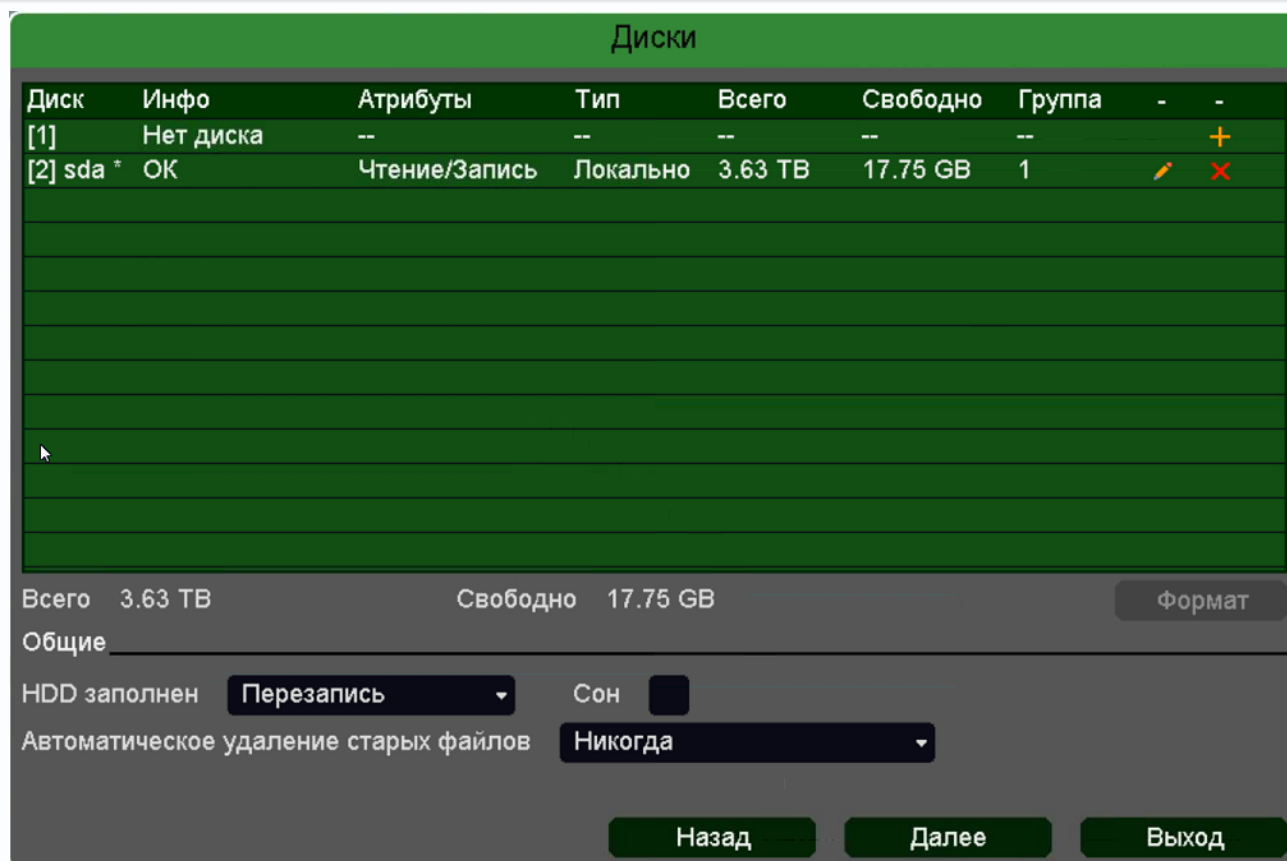 Диски
Диск Инфо Атрибуты Тип Всего Свободно Группа - -
[1] Нет диска -- -- -- -- --
[2] sda * OK Чтение/Запись Локально 3.63 TB 17.75 GB 1
Всего 3.63 TB Свободно 17.75 GB Формат
Общие
HDD заполнен Перезапись Сон
Автоматическое удаление старых файлов Никогда
Назад Далее Выход